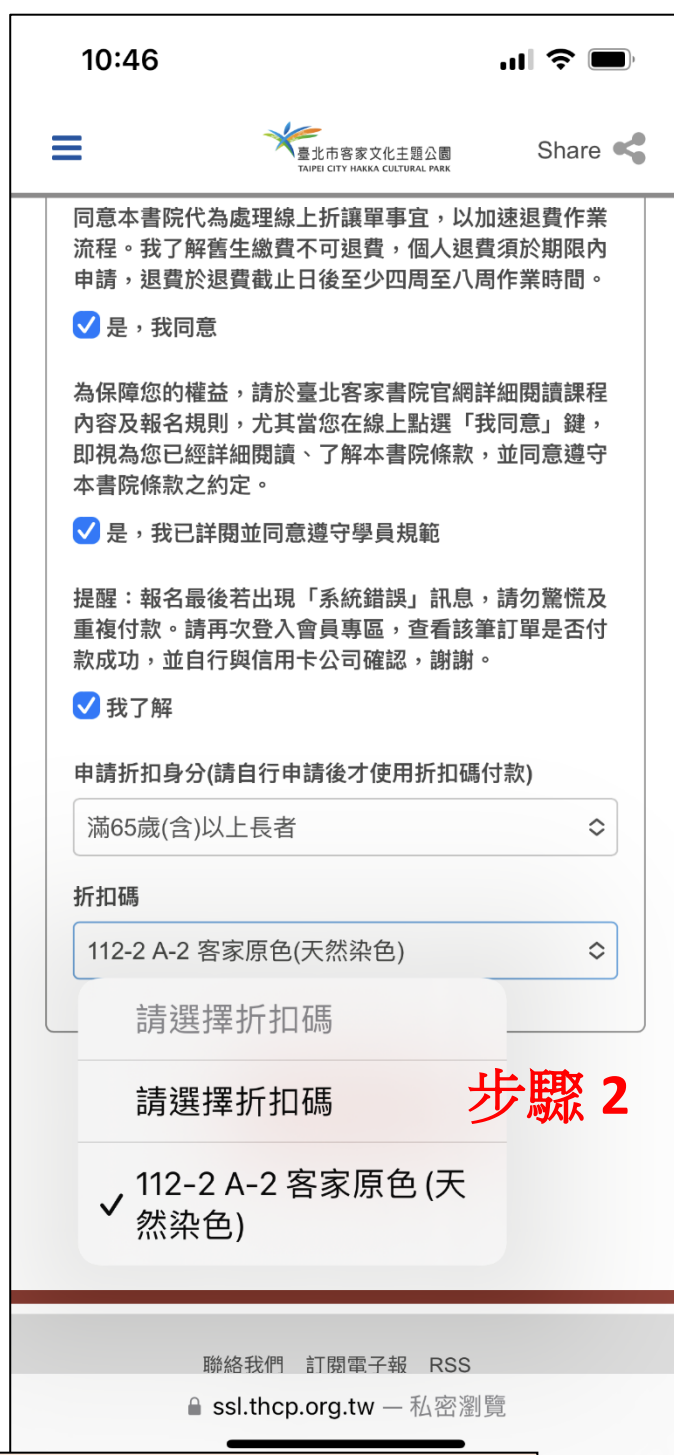 10:46
臺北市客家文化主題公園
TAIPEI CITY HAKKA CULTURAL PARK
Share
同意本書院代為處理線上折讓單事宜，以加速退費作業
流程。我了解舊生繳費不可退費，個人退費須於期限內
申請，退費於退費截止日後至少四周至八周作業時間。
是，我同意
為保障您的權益，請於臺北客家書院官網詳細閱讀課程
內容及報名規則，尤其當您在線上點選「我同意」鍵，
即視為您已經詳細閱讀、了解本書院條款，並同意遵守
本書院條款之約定。
是，我已詳閱並同意遵守學員規範
提醒：報名最後若出現「系統錯誤」訊息，請勿驚慌及
重複付款。請再次登入會員專區，查看該筆訂單是否付
款成功，並自行與信用卡公司確認，謝謝。
我了解
申請折扣身分(請自行申請後才使用折扣碼付款)
滿65歲(含)以上長者
折扣碼
112-2 A-2 客家原色(天然染色)
請選擇折扣碼
請選擇折扣碼
步驟 2
112-2 A-2 客家原色 (天
然染色)
聯絡我們 訂閱電子報 RSS
ssl.thcp.org.tw — 私密瀏覽